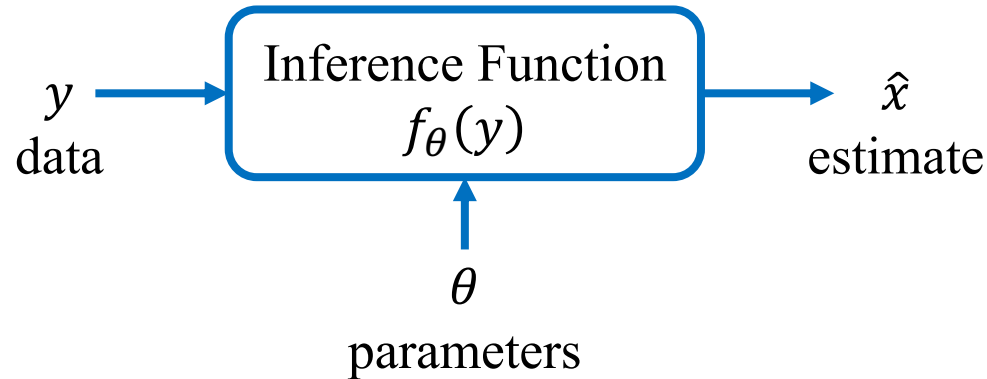 Inference Function
f_θ(y)
y
data
x̂
estimate
θ
parameters